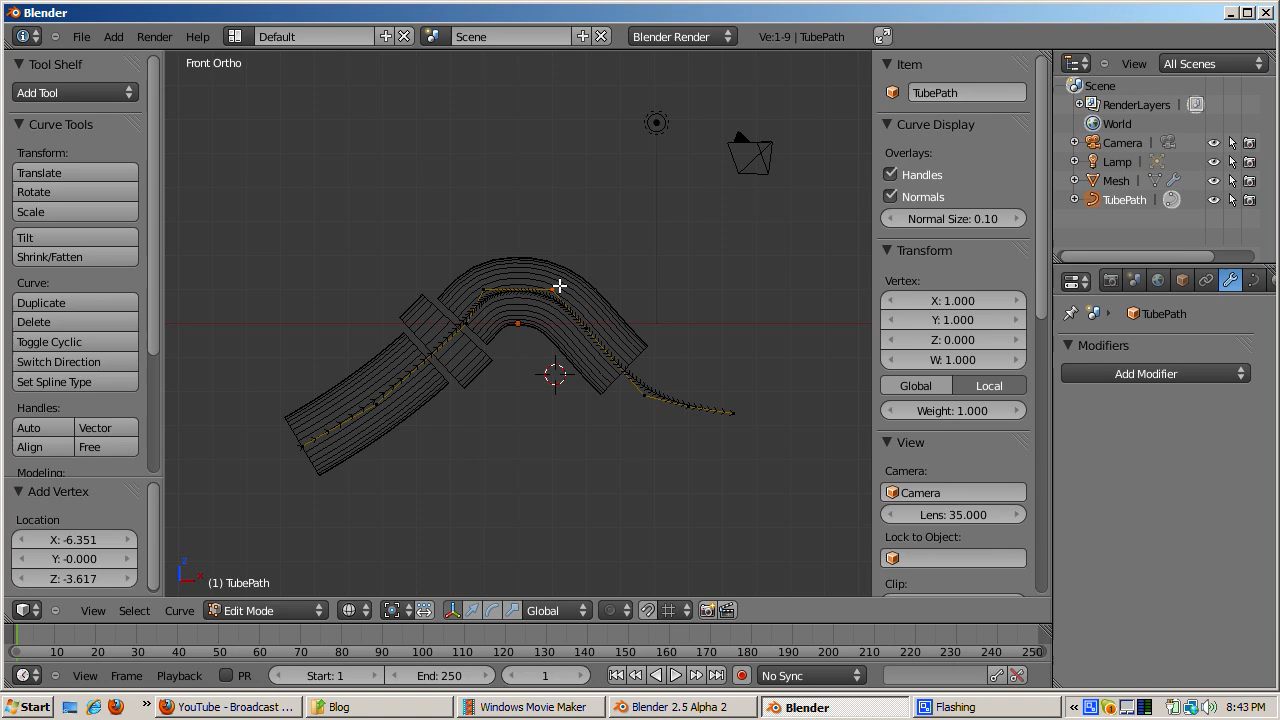 Blender
File Add Render Help Default Scene Blender Render Ve:1-9 | TubePath
Tool Shelf
Add Tool
Curve Tools
Transform:
Translate
Rotate
Scale
Tilt
Shrink/Fatten
Curve:
Duplicate
Delete
Toggle Cyclic
Switch Direction
Set Spline Type
Handles:
Auto Vector
Align Free
Modeling:
Add Vertex
Location
X: -6.351
Y: -0.000
Z: -3.617
Front Ortho
z
x
(1) TubePath
Item
TubePath
Curve Display
Overlays:
Handles
Normals
Normal Size: 0.10
Transform
Vertex:
X: 1.000
Y: 1.000
Z: 0.000
W: 1.000
Global Local
Weight: 1.000
View
Camera:
Camera
Lens: 35.000
Lock to Object:
Clip:
View All Scenes
Scene
RenderLayers
World
Camera
Lamp
Mesh
TubePath
TubePath
Modifiers
Add Modifier
View Select Curve Edit Mode Global
10 20 30 40 50 60 70 80 90 100 110 120 130 140 150 160 170 180 190 200 210 220 230 240 250
View Frame Playback PR Start: 1 End: 250 1 No Sync
Start YouTube - Broadcast ... Blog Windows Movie Maker Blender 2.5 Alpha 2 Blender Flashing 8:43 PM